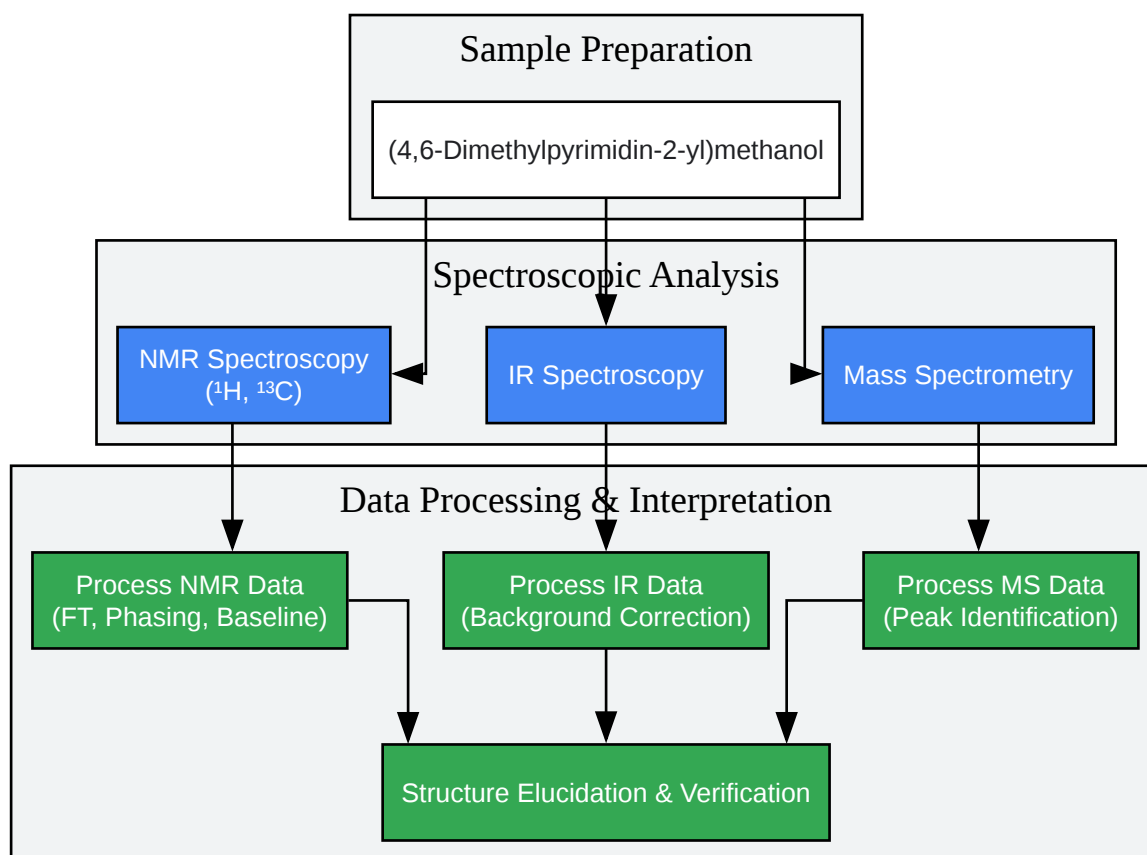 Sample Preparation
(4,6-Dimethylpyrimidin-2-yl)methanol
Spectroscopic Analysis
NMR Spectroscopy
(¹H, ¹³C)
IR Spectroscopy
Mass Spectrometry
Data Processing & Interpretation
Process NMR Data
(FT, Phasing, Baseline)
Process IR Data
(Background Correction)
Process MS Data
(Peak Identification)
Structure Elucidation & Verification